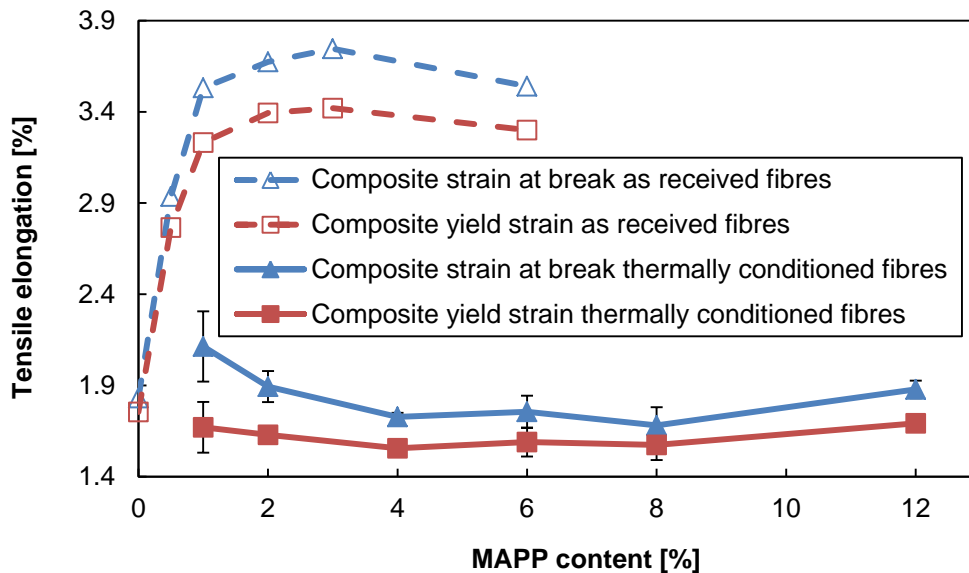 Tensile elongation [%]
3.9
3.4
2.9
2.4
1.9
1.4
Composite strain at break as received fibres
Composite yield strain as received fibres
Composite strain at break thermally conditioned fibres
Composite yield strain thermally conditioned fibres
0 2 4 6 8 10 12
MAPP content [%]